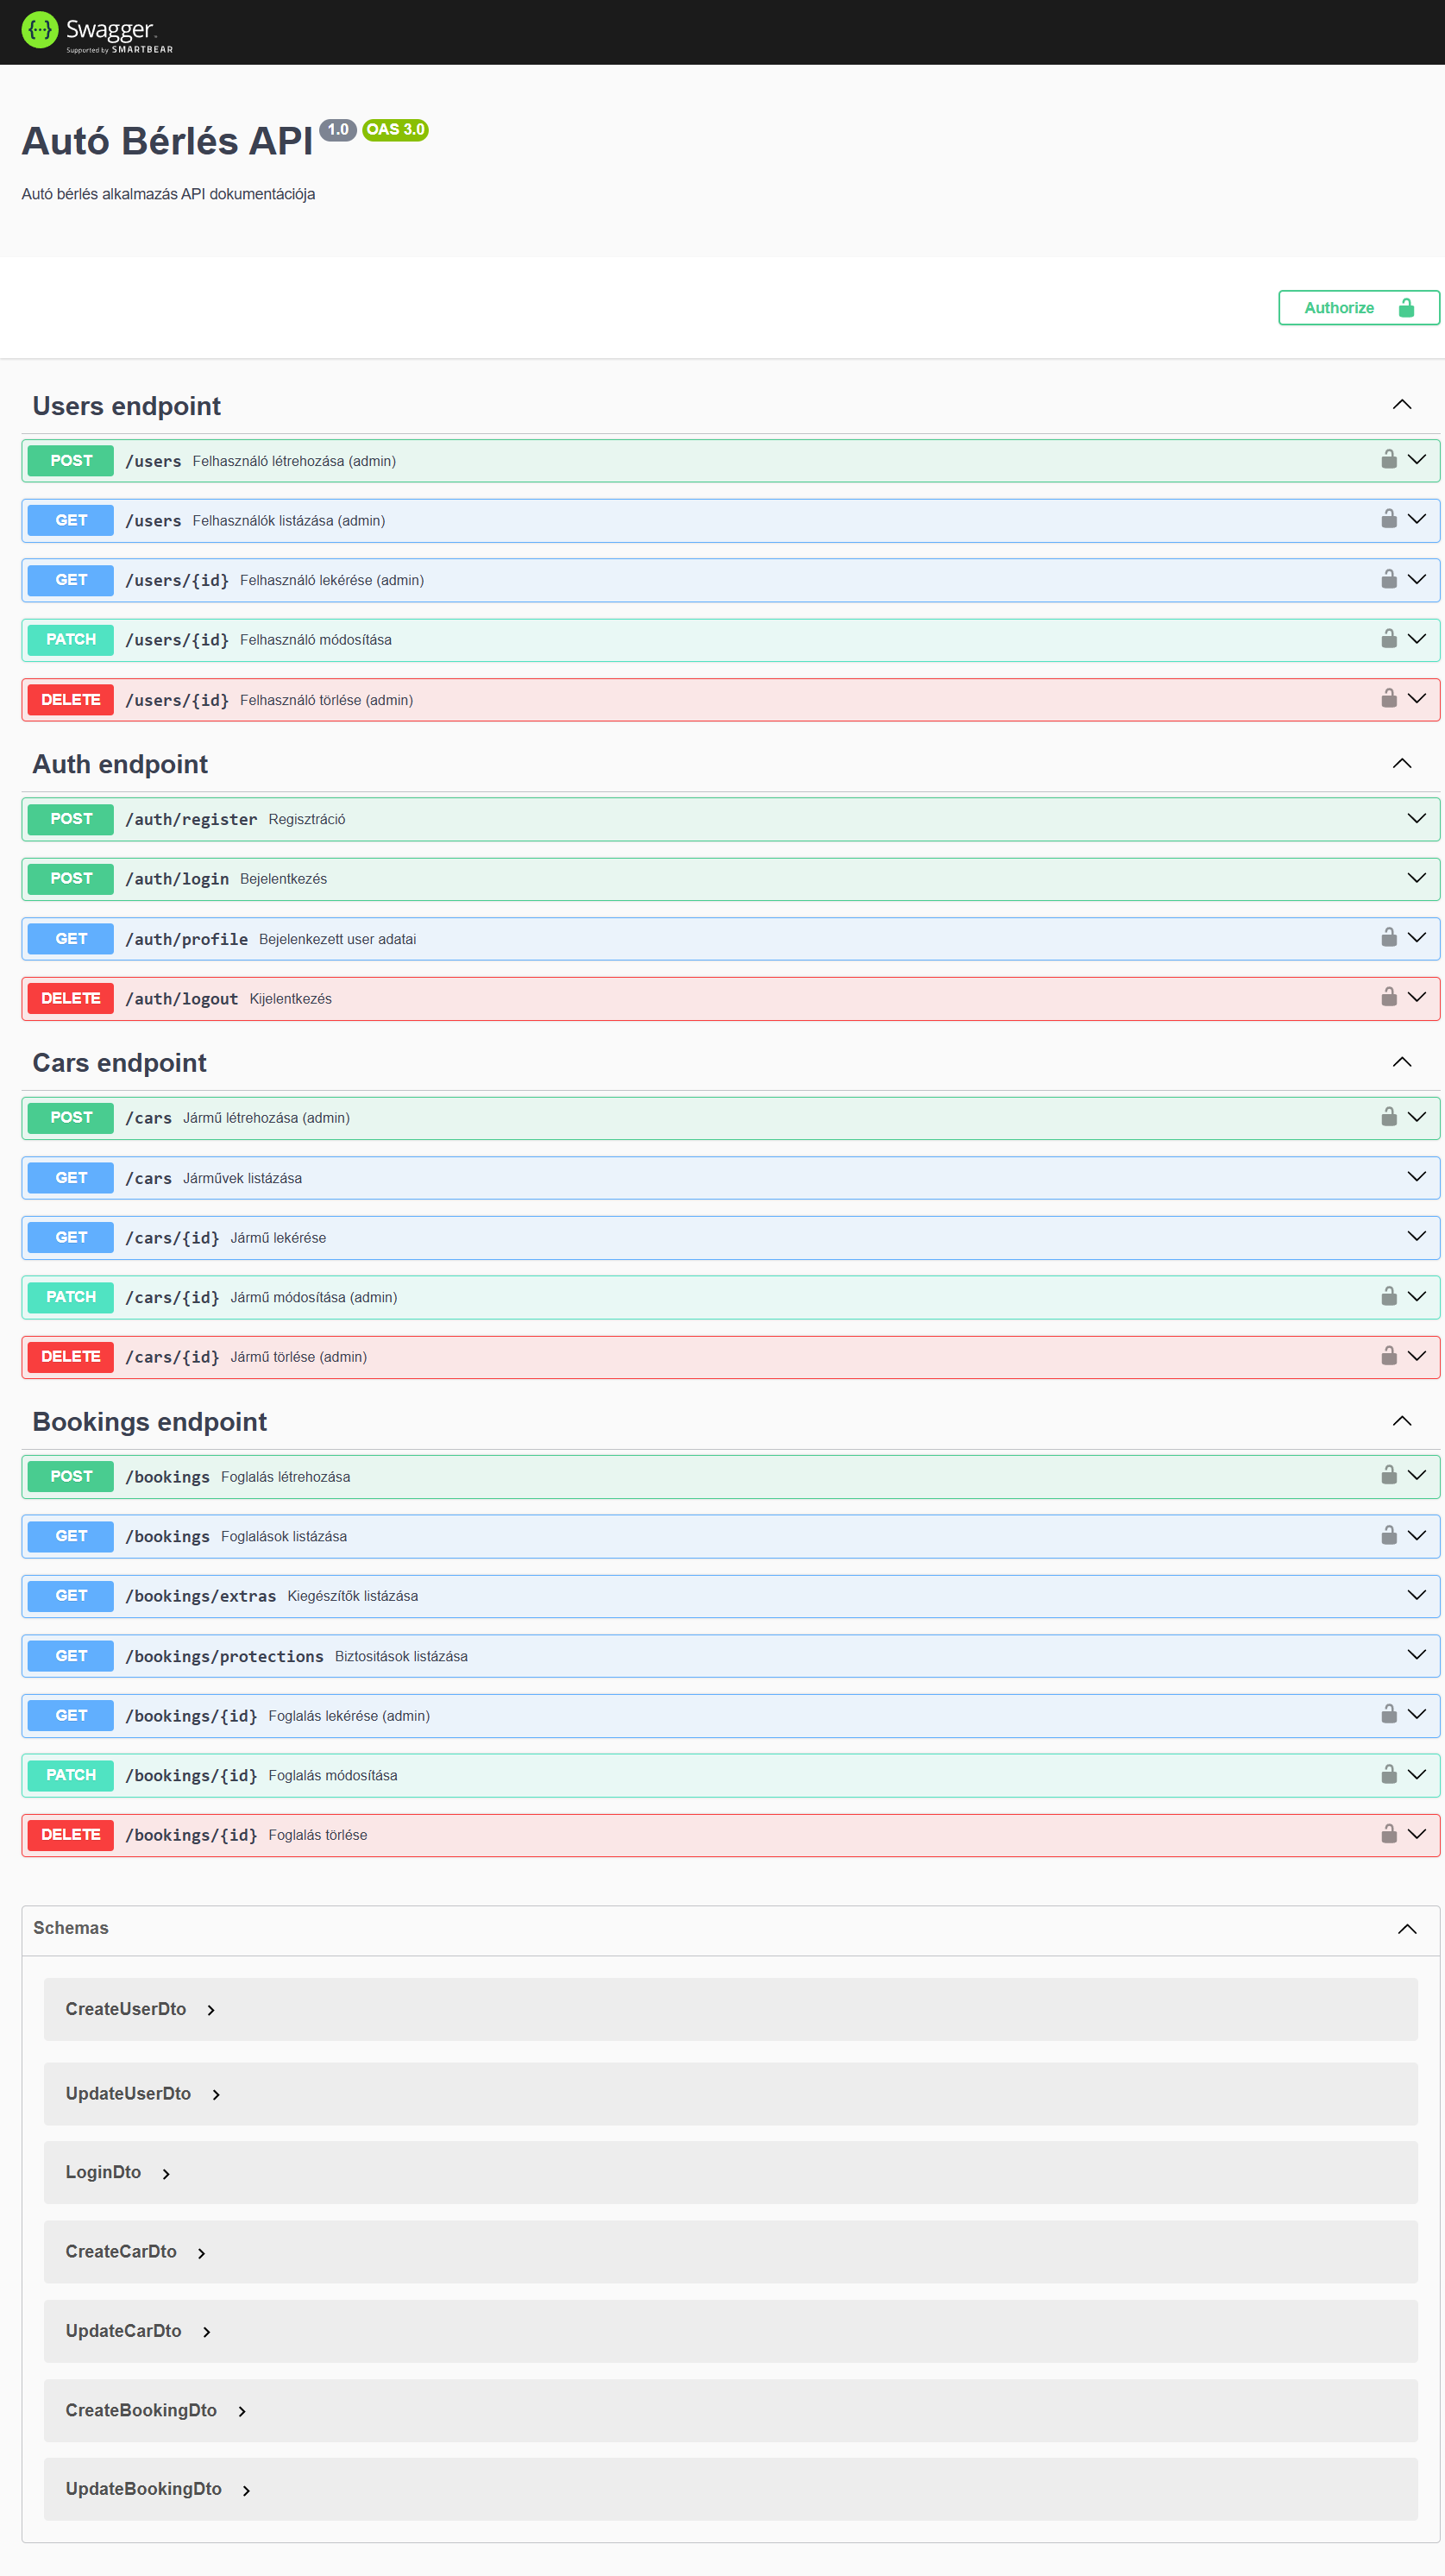 Swagger
Supported by SMARTBEAR
Autó Bérlés API 1.0 OAS 3.0
Autó bérlés alkalmazás API dokumentációja
Authorize
Users endpoint
POST /users Felhasználó létrehozása (admin)
GET /users Felhasználók listázása (admin)
GET /users/{id} Felhasználó lekérése (admin)
PATCH /users/{id} Felhasználó módosítása
DELETE /users/{id} Felhasználó törlése (admin)
Auth endpoint
POST /auth/register Regisztráció
POST /auth/login Bejelentkezés
GET /auth/profile Bejelenkezett user adatai
DELETE /auth/logout Kijelentkezés
Cars endpoint
POST /cars Jármű létrehozása (admin)
GET /cars Járművek listázása
GET /cars/{id} Jármű lekérése
PATCH /cars/{id} Jármű módosítása (admin)
DELETE /cars/{id} Jármű törlése (admin)
Bookings endpoint
POST /bookings Foglalás létrehozása
GET /bookings Foglalások listázása
GET /bookings/extras Kiegészítők listázása
GET /bookings/protections Biztositások listázása
GET /bookings/{id} Foglalás lekérése (admin)
PATCH /bookings/{id} Foglalás módosítása
DELETE /bookings/{id} Foglalás törlése
Schemas
CreateUserDto
UpdateUserDto
LoginDto
CreateCarDto
UpdateCarDto
CreateBookingDto
UpdateBookingDto